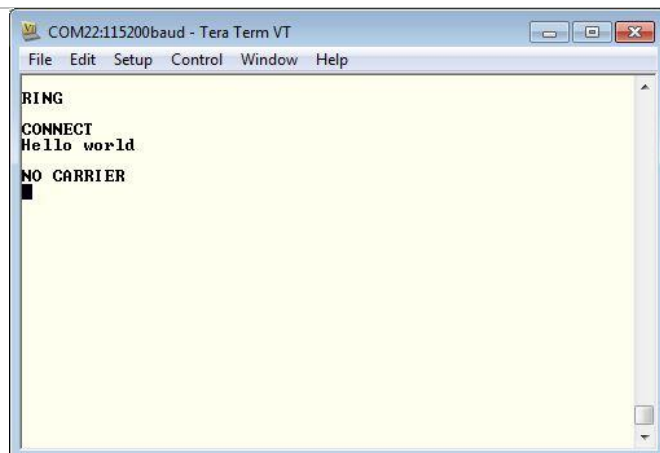 COM22:115200baud - Tera Term VT
File Edit Setup Control Window Help
RING
CONNECT
Hello world
NO CARRIER